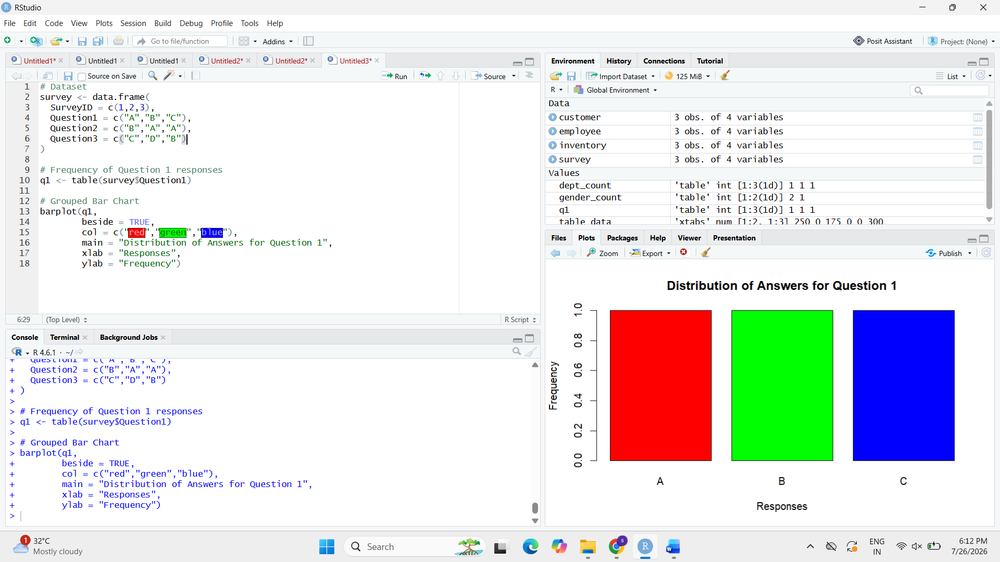 RStudio
File Edit Code View Plots Session Build Debug Profile Tools Help
Go to file/function Addins Posit Assistant Project: (None)
Untitled1* Untitled1 Untitled1 Untitled2* Untitled2* Untitled3*
Source on Save Run Source
1 # Dataset
2 survey <- data.frame(
3 SurveyID = c(1,2,3),
4 Question1 = c("A","B","C"),
5 Question2 = c("B","A","A"),
6 Question3 = c("C","D","B")
7 )
8
9 # Frequency of Question 1 responses
10 q1 <- table(survey$Question1)
11
12 # Grouped Bar Chart
13 barplot(q1,
14 beside = TRUE,
15 col = c("red","green","blue"),
16 main = "Distribution of Answers for Question 1",
17 xlab = "Responses",
18 ylab = "Frequency")
6:29 (Top Level) R Script
Console Terminal Background Jobs
R 4.6.1 · ~/
+ Question1 = c("A","B","C"),
+ Question2 = c("B","A","A"),
+ Question3 = c("C","D","B")
+ )
>
> # Frequency of Question 1 responses
> q1 <- table(survey$Question1)
>
> # Grouped Bar Chart
> barplot(q1,
+ beside = TRUE,
+ col = c("red","green","blue"),
+ main = "Distribution of Answers for Question 1",
+ xlab = "Responses",
+ ylab = "Frequency")
>
Environment History Connections Tutorial
Import Dataset 125 MiB List
R Global Environment
Data
customer 3 obs. of 4 variables
employee 3 obs. of 4 variables
inventory 3 obs. of 4 variables
survey 3 obs. of 4 variables
Values
dept_count 'table' int [1:3(1d)] 1 1 1
gender_count 'table' int [1:2(1d)] 2 1
q1 'table' int [1:3(1d)] 1 1 1
table_data 'xtabs' num [1:2, 1:3] 250 0 175 0 0 300
Files Plots Packages Help Viewer Presentation
Zoom Export Publish
Distribution of Answers for Question 1
Frequency
1.0
0.8
0.6
0.4
0.2
0.0
A B C
Responses
1 32°C
Mostly cloudy
Search
ENG
IN
6:12 PM
7/26/2026